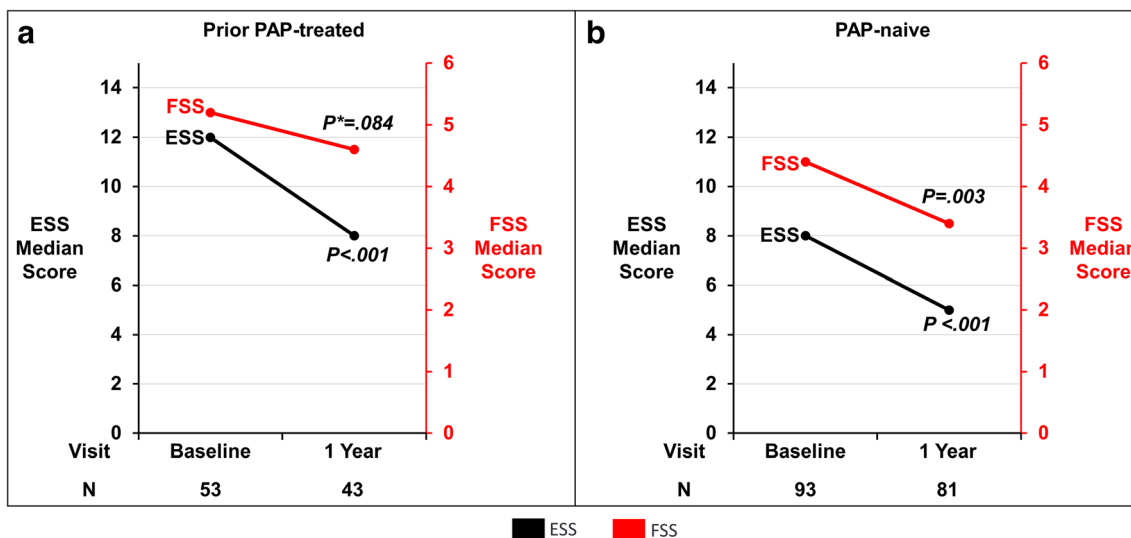 a
Prior PAP-treated
14
12
10
8
6
4
2
0
ESS
Median
Score
6
5
4
3
2
1
0
FSS
Median
Score
FSS
ESS
P*=.084
P<.001
Visit Baseline 1 Year
N 53 43
b
PAP-naive
14
12
10
8
6
4
2
0
ESS
Median
Score
6
5
4
3
2
1
0
FSS
Median
Score
FSS
ESS
P=.003
P <.001
Visit Baseline 1 Year
N 93 81
ESS FSS